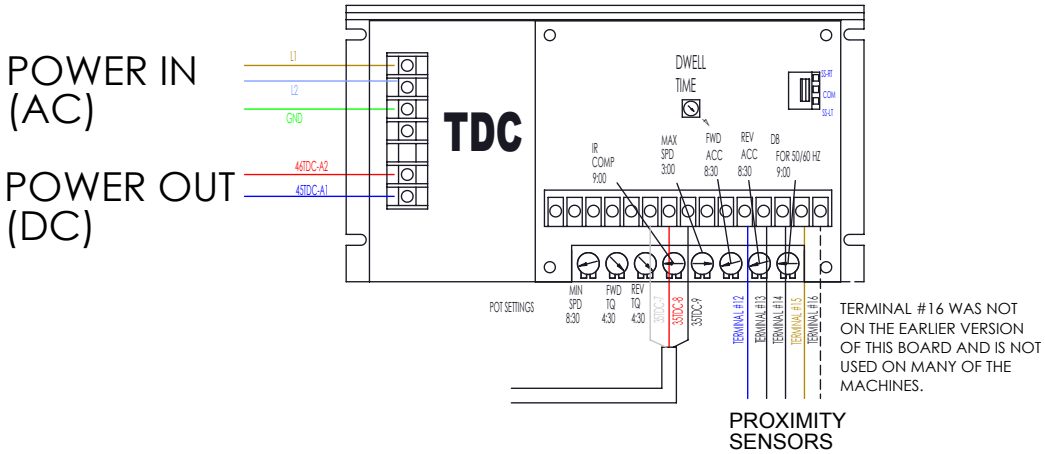 POWER IN
(AC)
L1
L2
GND
POWER OUT
(DC)
46TDC-A2
45TDC-A1
TDC
DWELL
TIME
SS-RT
COM
SS-LT
IR
COMP
9:00
MAX
SPD
3:00
FWD
ACC
8:30
REV
ACC
8:30
DB
FOR 50/60 HZ
9:00
POT SETTINGS
MIN
SPD
8:30
FWD
TQ
4:30
REV
TQ
4:30
35TDC-7
35TDC-8
35TDC-9
TERMINAL #12
TERMINAL #13
TERMINAL #14
TERMINAL #15
TERMINAL #16
TERMINAL #16 WAS NOT
ON THE EARLIER VERSION
OF THIS BOARD AND IS NOT
USED ON MANY OF THE
MACHINES.
PROXIMITY
SENSORS